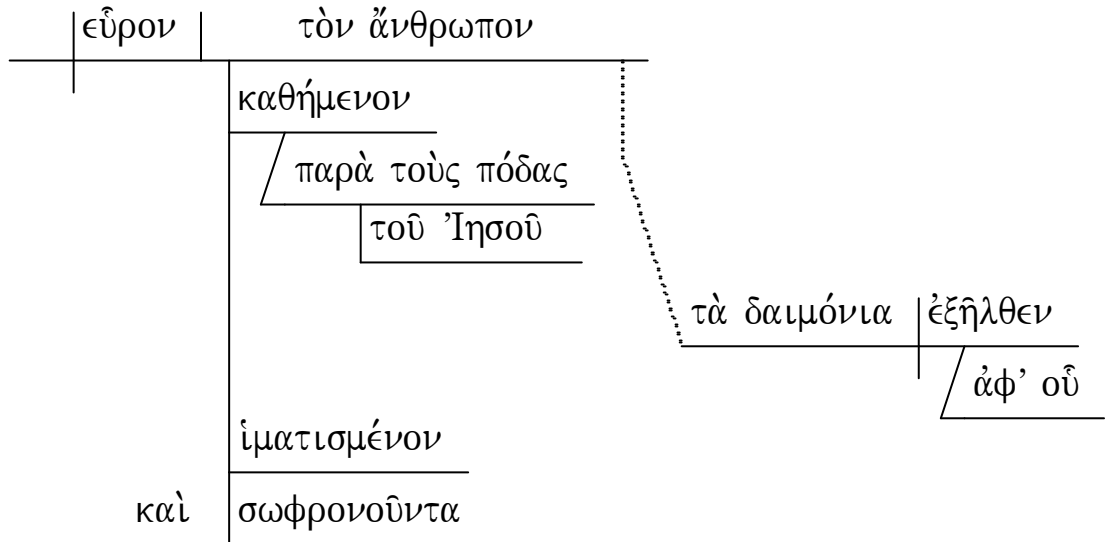 εὗρον τὸν ἄνθρωπον
καθήμενον
παρὰ τοὺς πόδας
τοῦ Ἰησοῦ
τὰ δαιμόνια ἐξῆλθεν
ἀφ’ οὗ
ἱματισμένον
καὶ σωφρονοῦντα